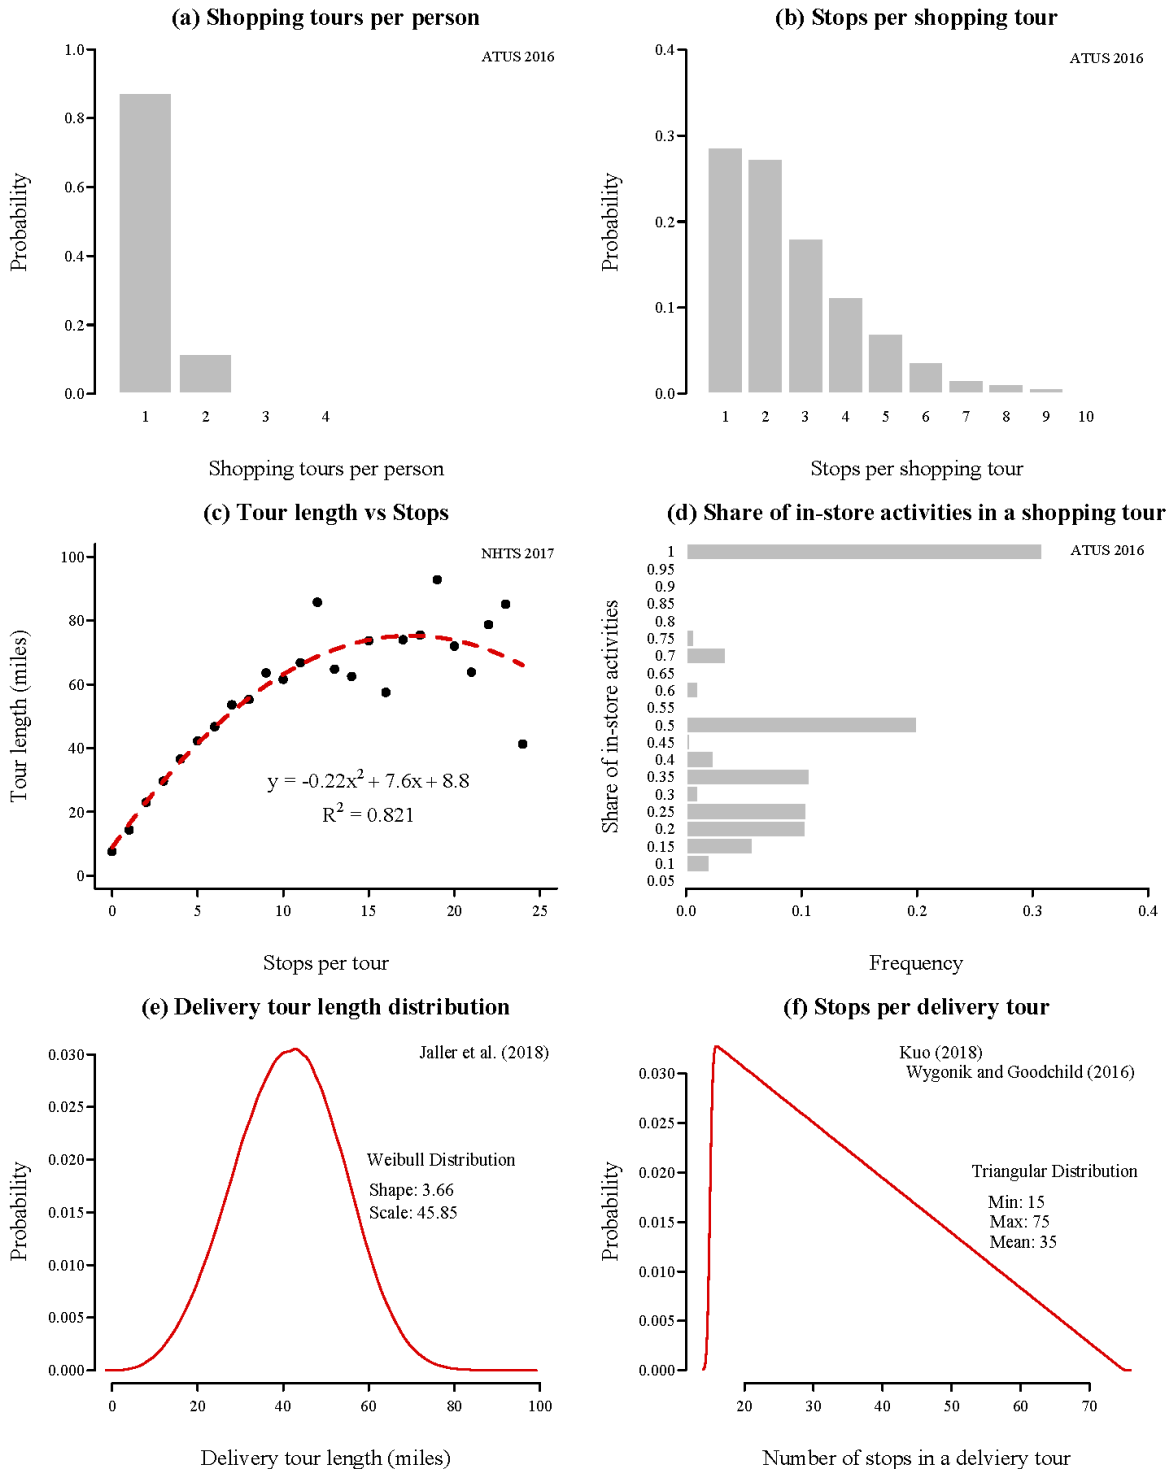 (a) Shopping tours per person
ATUS 2016
Probability
1.0
0.8
0.6
0.4
0.2
0.0
1 2 3 4
Shopping tours per person
(b) Stops per shopping tour
ATUS 2016
Probability
0.4
0.3
0.2
0.1
0.0
1 2 3 4 5 6 7 8 9 10
Stops per shopping tour
(c) Tour length vs Stops
NHTS 2017
Tour length (miles)
100
80
60
40
20
0
y = -0.22x² + 7.6x + 8.8
R² = 0.821
0 5 10 15 20 25
Stops per tour
(d) Share of in-store activities in a shopping tour
ATUS 2016
Share of in-store activities
1
0.95
0.9
0.85
0.8
0.75
0.7
0.65
0.6
0.55
0.5
0.45
0.4
0.35
0.3
0.25
0.2
0.15
0.1
0.05
0.0 0.1 0.2 0.3 0.4
Frequency
(e) Delivery tour length distribution
Jaller et al. (2018)
Probability
0.030
0.025
0.020
0.015
0.010
0.005
0.000
Weibull Distribution
Shape: 3.66
Scale: 45.85
0 20 40 60 80 100
Delivery tour length (miles)
(f) Stops per delivery tour
Kuo (2018)
Wygonik and Goodchild (2016)
Probability
0.030
0.025
0.020
0.015
0.010
0.005
0.000
Triangular Distribution
Min: 15
Max: 75
Mean: 35
20 30 40 50 60 70
Number of stops in a delviery tour